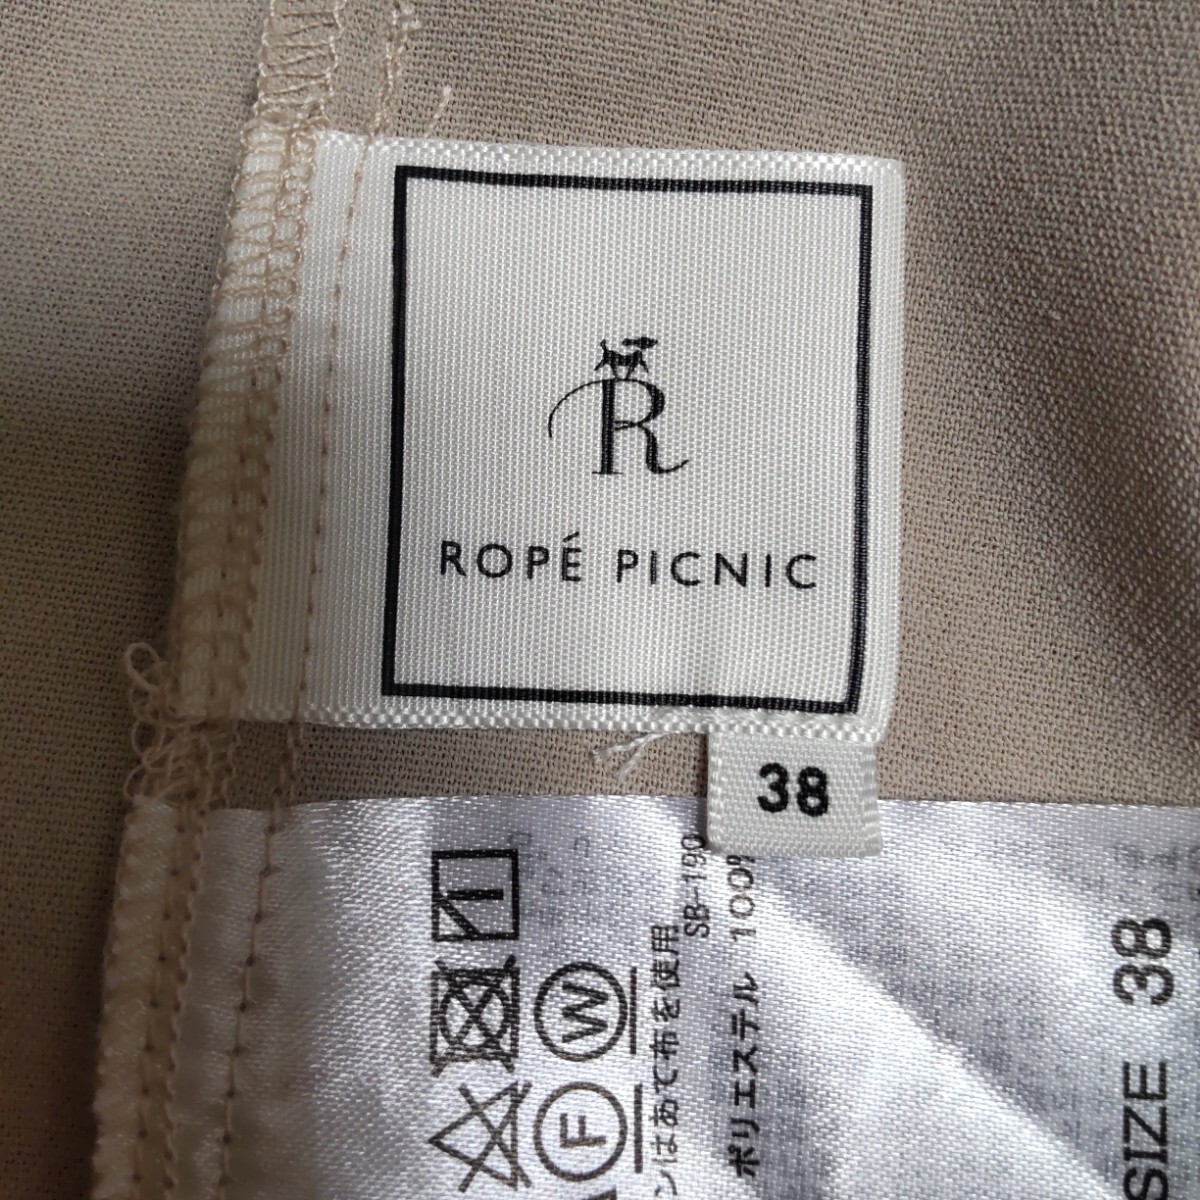 R
ROPÉ PICNIC
38
SIZE 38
ポリエステル 100%
SB-190
ンはあて布を使用
W
F